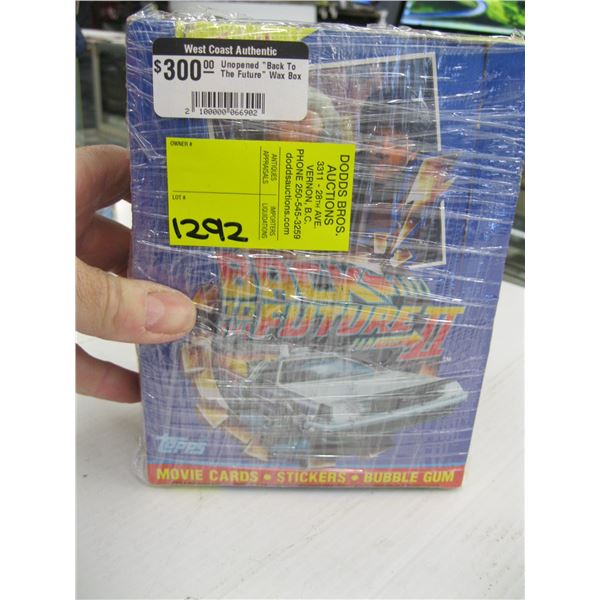 West Coast Authentic
$300.00
Unopened "Back To
The Future" Wax Box
2 100000 066902
OWNER #
LOT #
1292
ANTIQUES
APPRAISALS
IMPORTERS
LIQUIDATIONS
DODDS BROS.
AUCTIONS
3311 - 28TH AVE.
VERNON, B.C.
PHONE 250-545-3259
doddsauctions.com
BACK
TO THE
FUTURE II
TM
TOPPS
MOVIE CARDS • STICKERS • BUBBLE GUM